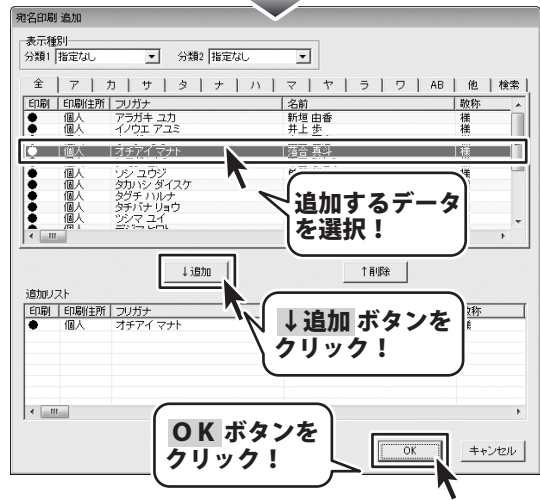 宛名印刷 追加
表示種別
分類1 指定なし 分類2 指定なし
全 ア カ サ タ ナ ハ マ ヤ ラ ワ AB 他 検索
印刷 印刷住所 フリガナ 名前 敬称
● 個人 アラガキ ユカ 新垣 由香 様
● 個人 イノウエ アユミ 井上 歩 様
個人 オチアイ マナト 落合 真斗 様
● 個人 ソシ ユウジ 様
● 個人 タカハシ ダイスケ
● 個人 タグチ ハルナ
● 個人 タチバナ リョウ
● 個人 ツシマ ユイ
追加するデータ
を選択！
↓追加 ↑削除
追加リスト
印刷 印刷住所 フリガナ 敬称
● 個人 オチアイ マナト 様
↓追加 ボタンを
クリック！
ＯＫ ボタンを
クリック！
OK キャンセル